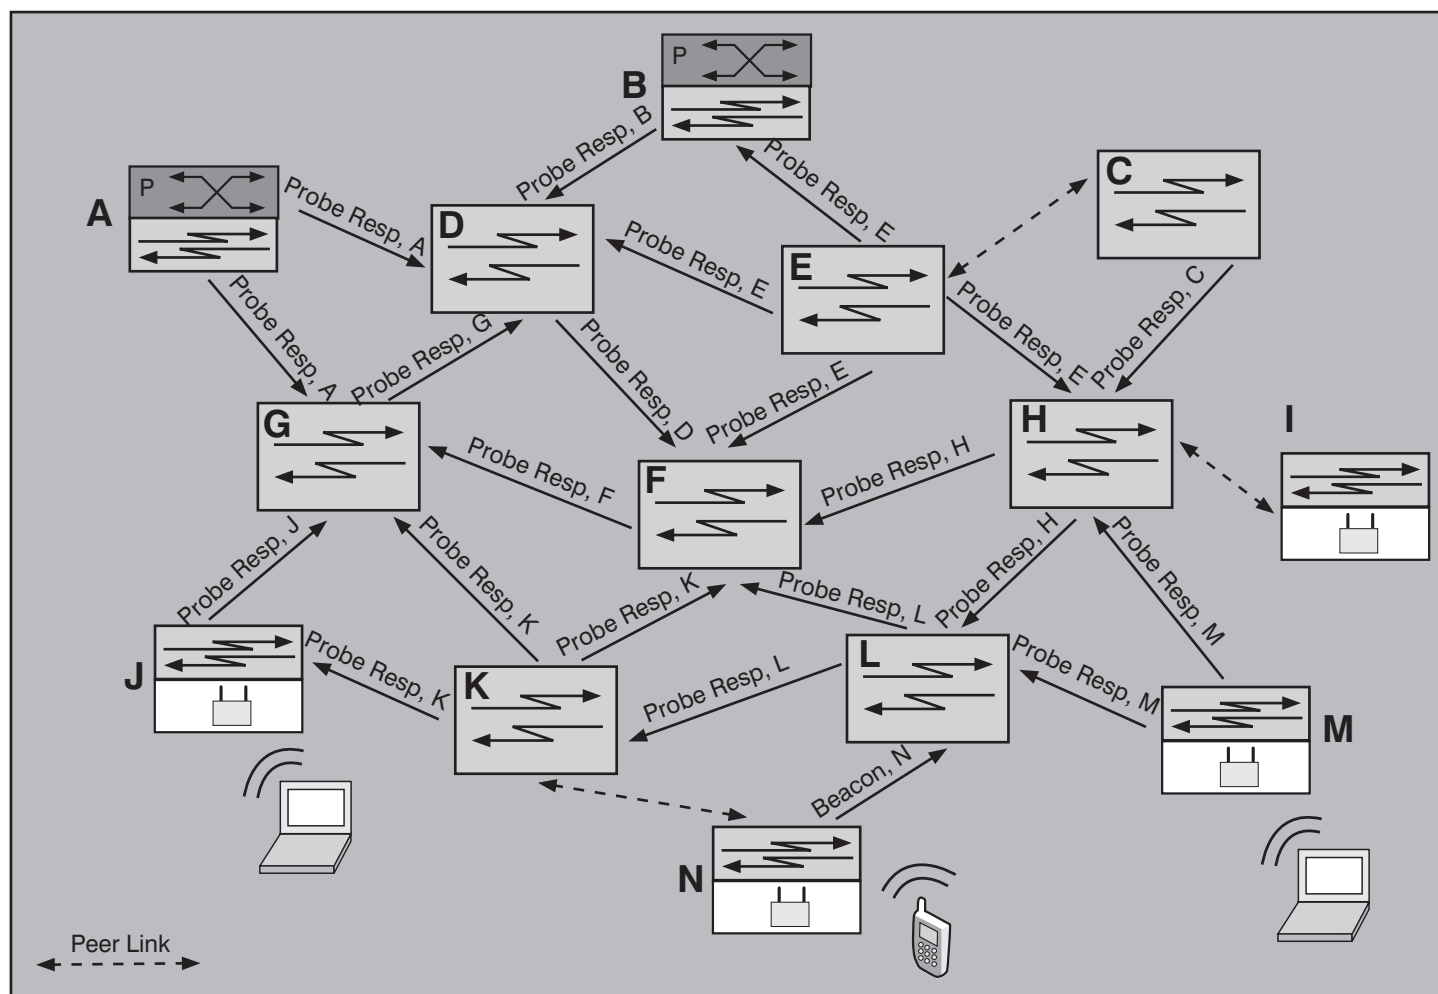 P
B
Probe Resp, B
Probe Resp, E
C
P
A
Probe Resp, A
D
Probe Resp, E
E
Probe Resp, E
Probe Resp, C
Probe Resp, A
Probe Resp, G
Probe Resp, D
Probe Resp, E
G
H
I
Probe Resp, F
F
Probe Resp, H
Probe Resp, J
Probe Resp, K
Probe Resp, K
Probe Resp, L
Probe Resp, H
Probe Resp, M
J
Probe Resp, K
K
Probe Resp, L
L
Probe Resp, M
M
Beacon, N
N
Peer Link